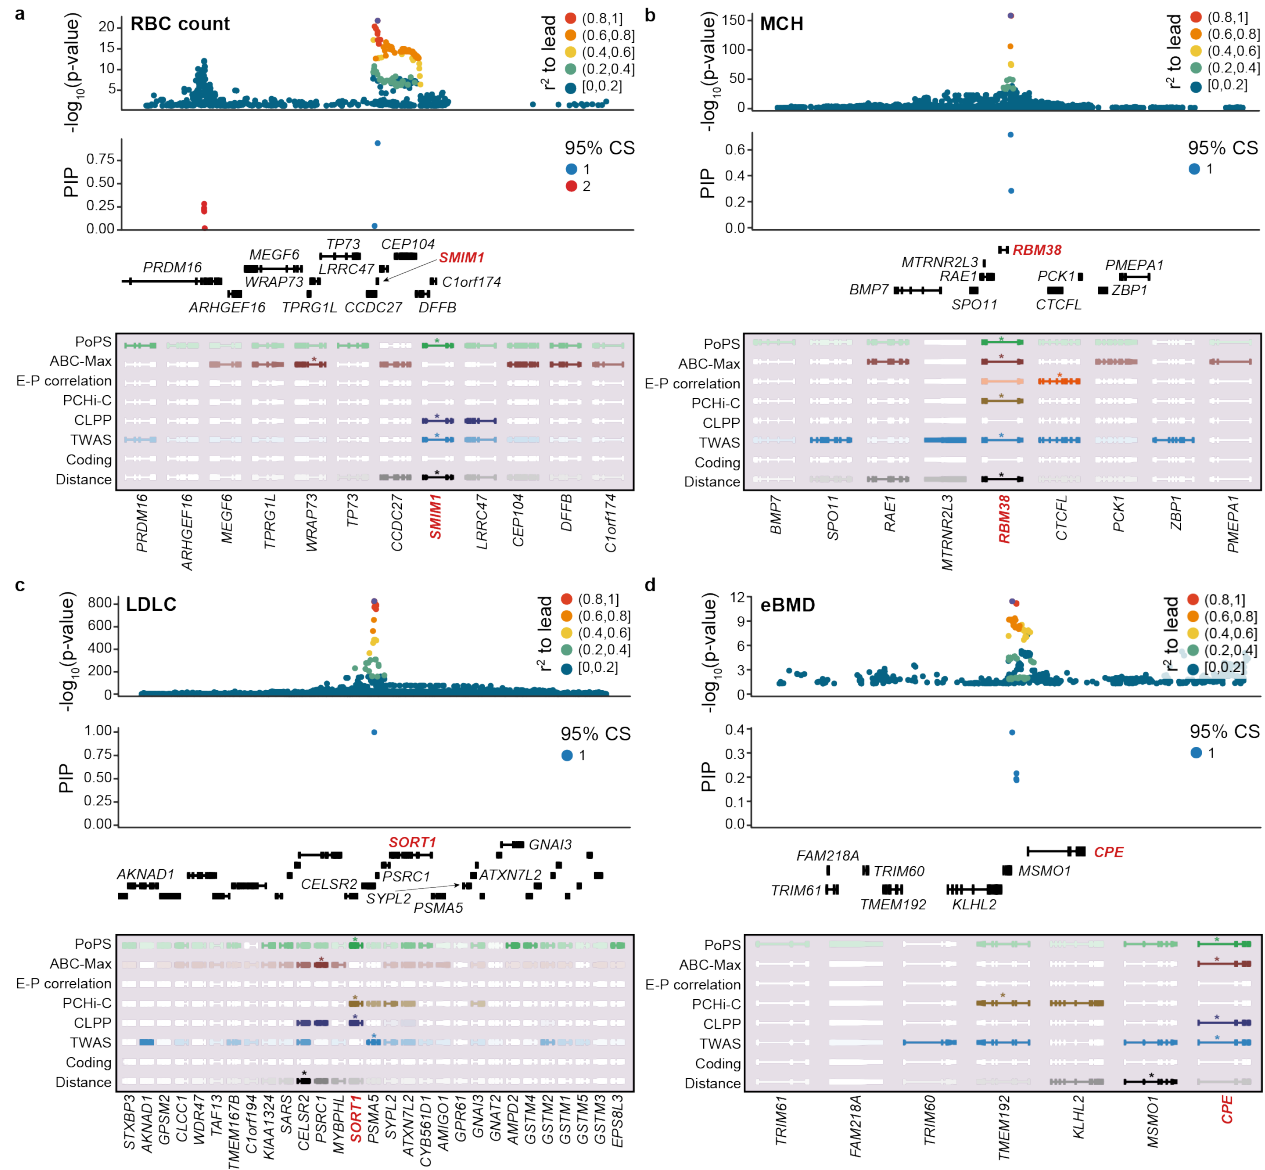 a
RBC count
-log10(p-value)
20
15
10
5
r2 to lead
(0.8,1]
(0.6,0.8]
(0.4,0.6]
(0.2,0.4]
[0,0.2]
PIP
0.75
0.50
0.25
0.00
95% CS
1
2
TP73
CEP104
MEGF6
SMIM1
PRDM16
WRAP73
LRRC47
C1orf174
ARHGEF16
TPRG1L
CCDC27
DFFB
PoPS
ABC-Max
E-P correlation
PCHi-C
CLPP
TWAS
Coding
Distance
PRDM16
ARHGEF16
MEGF6
TPRG1L
WRAP73
TP73
CCDC27
SMIM1
LRRC47
CEP104
DFFB
C1orf174
b
MCH
-log10(p-value)
150
100
50
0
r2 to lead
(0.8,1]
(0.6,0.8]
(0.4,0.6]
(0.2,0.4]
[0,0.2]
PIP
0.6
0.4
0.2
0.0
95% CS
1
RBM38
MTRNR2L3
PMEPA1
RAE1
PCK1
BMP7
ZBP1
SPO11
CTCFL
PoPS
ABC-Max
E-P correlation
PCHi-C
CLPP
TWAS
Coding
Distance
BMP7
SPO11
RAE1
MTRNR2L3
RBM38
CTCFL
PCK1
ZBP1
PMEPA1
c
LDLC
-log10(p-value)
800
600
400
200
0
r2 to lead
(0.8,1]
(0.6,0.8]
(0.4,0.6]
(0.2,0.4]
[0,0.2]
PIP
1.00
0.75
0.50
0.25
0.00
95% CS
1
SORT1
GNAI3
AKNAD1
PSRC1
ATXN7L2
CELSR2
SYPL2
PSMA5
PoPS
ABC-Max
E-P correlation
PCHi-C
CLPP
TWAS
Coding
Distance
STXBP3
AKNAD1
GPSM2
CLCC1
WDR47
TAF13
TMEM167B
C1orf194
KIAA1324
SARS
CELSR2
PSRC1
MYBPHL
SORT1
PSMA5
SYPL2
ATXN7L2
CYB561D1
AMIGO1
GPR61
GNAI3
GNAT2
AMPD2
GSTM4
GSTM2
GSTM1
GSTM5
GSTM3
EPS8L3
d
eBMD
-log10(p-value)
12
9
6
3
0
r2 to lead
(0.8,1]
(0.6,0.8]
(0.4,0.6]
(0.2,0.4]
[0,0.2]
PIP
0.4
0.3
0.2
0.1
0.0
95% CS
1
FAM218A
CPE
TRIM60
MSMO1
TRIM61
TMEM192
KLHL2
PoPS
ABC-Max
E-P correlation
PCHi-C
CLPP
TWAS
Coding
Distance
TRIM61
FAM218A
TRIM60
TMEM192
KLHL2
MSMO1
CPE